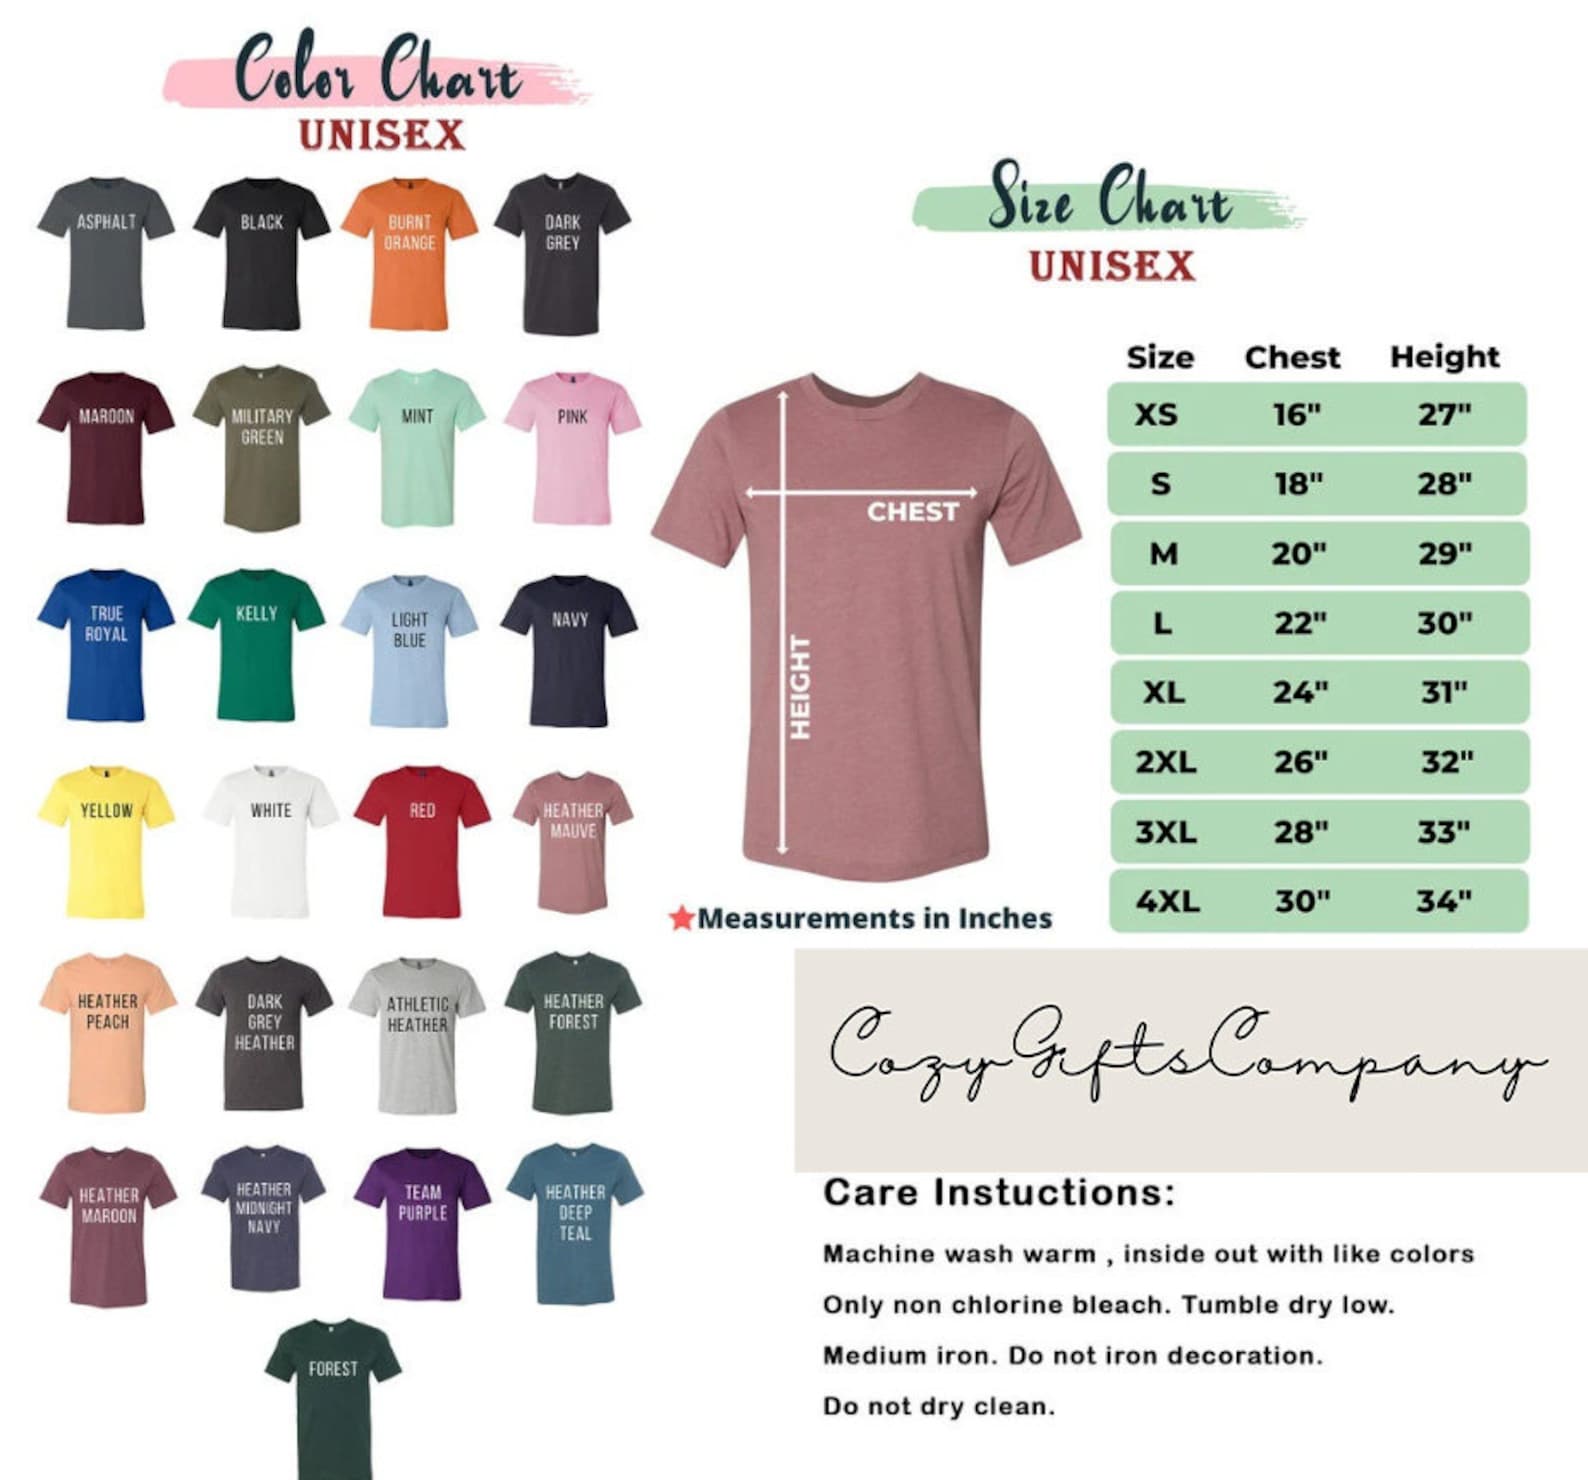 Color Chart
UNISEX
ASPHALT
BLACK
BURNT
ORANGE
DARK
GREY
MAROON
MILITARY
GREEN
MINT
PINK
TRUE
ROYAL
KELLY
LIGHT
BLUE
NAVY
YELLOW
WHITE
RED
HEATHER
MAUVE
HEATHER
PEACH
DARK
GREY
HEATHER
ATHLETIC
HEATHER
HEATHER
FOREST
HEATHER
MAROON
HEATHER
MIDNIGHT
NAVY
TEAM
PURPLE
HEATHER
DEEP
TEAL
FOREST
Size Chart
UNISEX
CHEST
HEIGHT
Measurements in Inches
Size Chest Height
XS 16" 27"
S 18" 28"
M 20" 29"
L 22" 30"
XL 24" 31"
2XL 26" 32"
3XL 28" 33"
4XL 30" 34"
CozyGiftsCompany
Care Instuctions:
Machine wash warm , inside out with like colors
Only non chlorine bleach. Tumble dry low.
Medium iron. Do not iron decoration.
Do not dry clean.